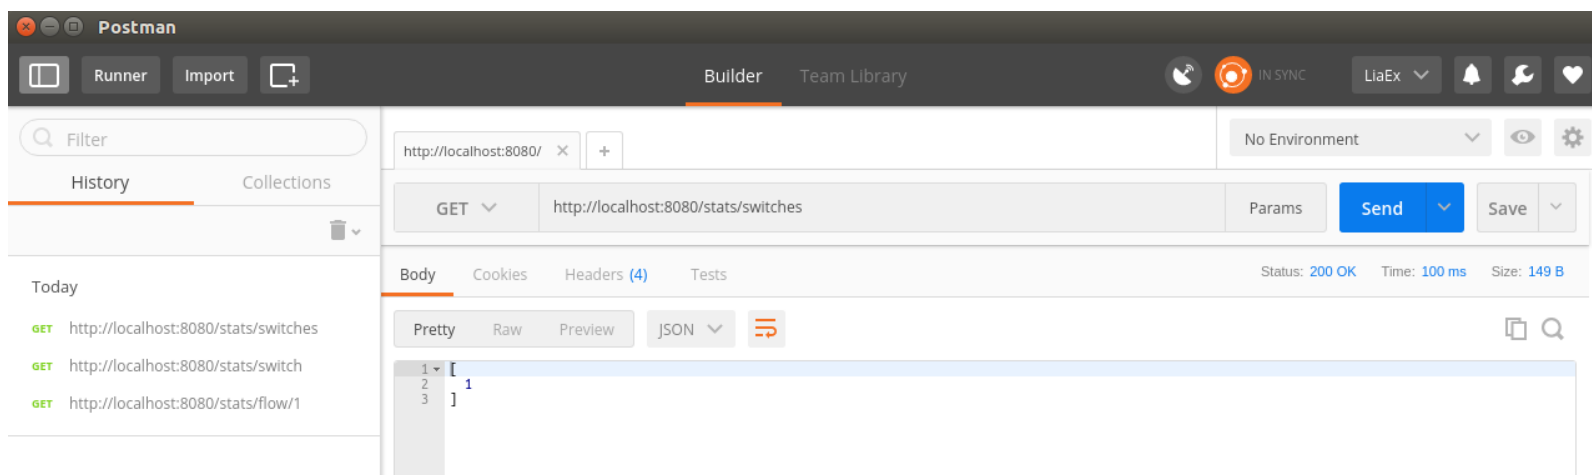 Postman
Runner Import Builder Team Library IN SYNC LiaEx
Filter
History Collections
Today
GET http://localhost:8080/stats/switches
GET http://localhost:8080/stats/switch
GET http://localhost:8080/stats/flow/1
http://localhost:8080/ No Environment
GET http://localhost:8080/stats/switches Params Send Save
Body Cookies Headers (4) Tests Status: 200 OK Time: 100 ms Size: 149 B
Pretty Raw Preview JSON
1 [
2 1
3 ]